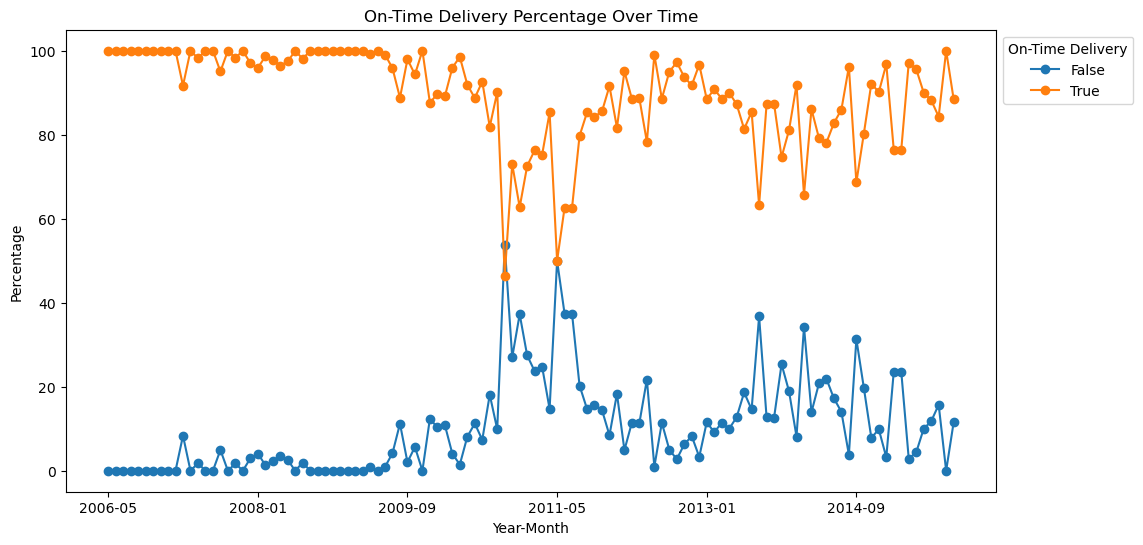 On-Time Delivery Percentage Over Time
On-Time Delivery
False
True
Percentage
100
80
60
40
20
0
2006-05
2008-01
2009-09
2011-05
2013-01
2014-09
Year-Month